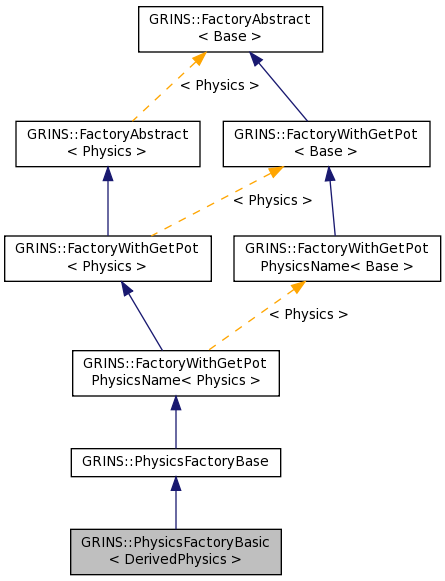 GRINS::FactoryAbstract
< Base >
< Physics >
GRINS::FactoryAbstract
< Physics >
GRINS::FactoryWithGetPot
< Base >
< Physics >
GRINS::FactoryWithGetPot
< Physics >
GRINS::FactoryWithGetPot
PhysicsName< Base >
< Physics >
GRINS::FactoryWithGetPot
PhysicsName< Physics >
GRINS::PhysicsFactoryBase
GRINS::PhysicsFactoryBasic
< DerivedPhysics >